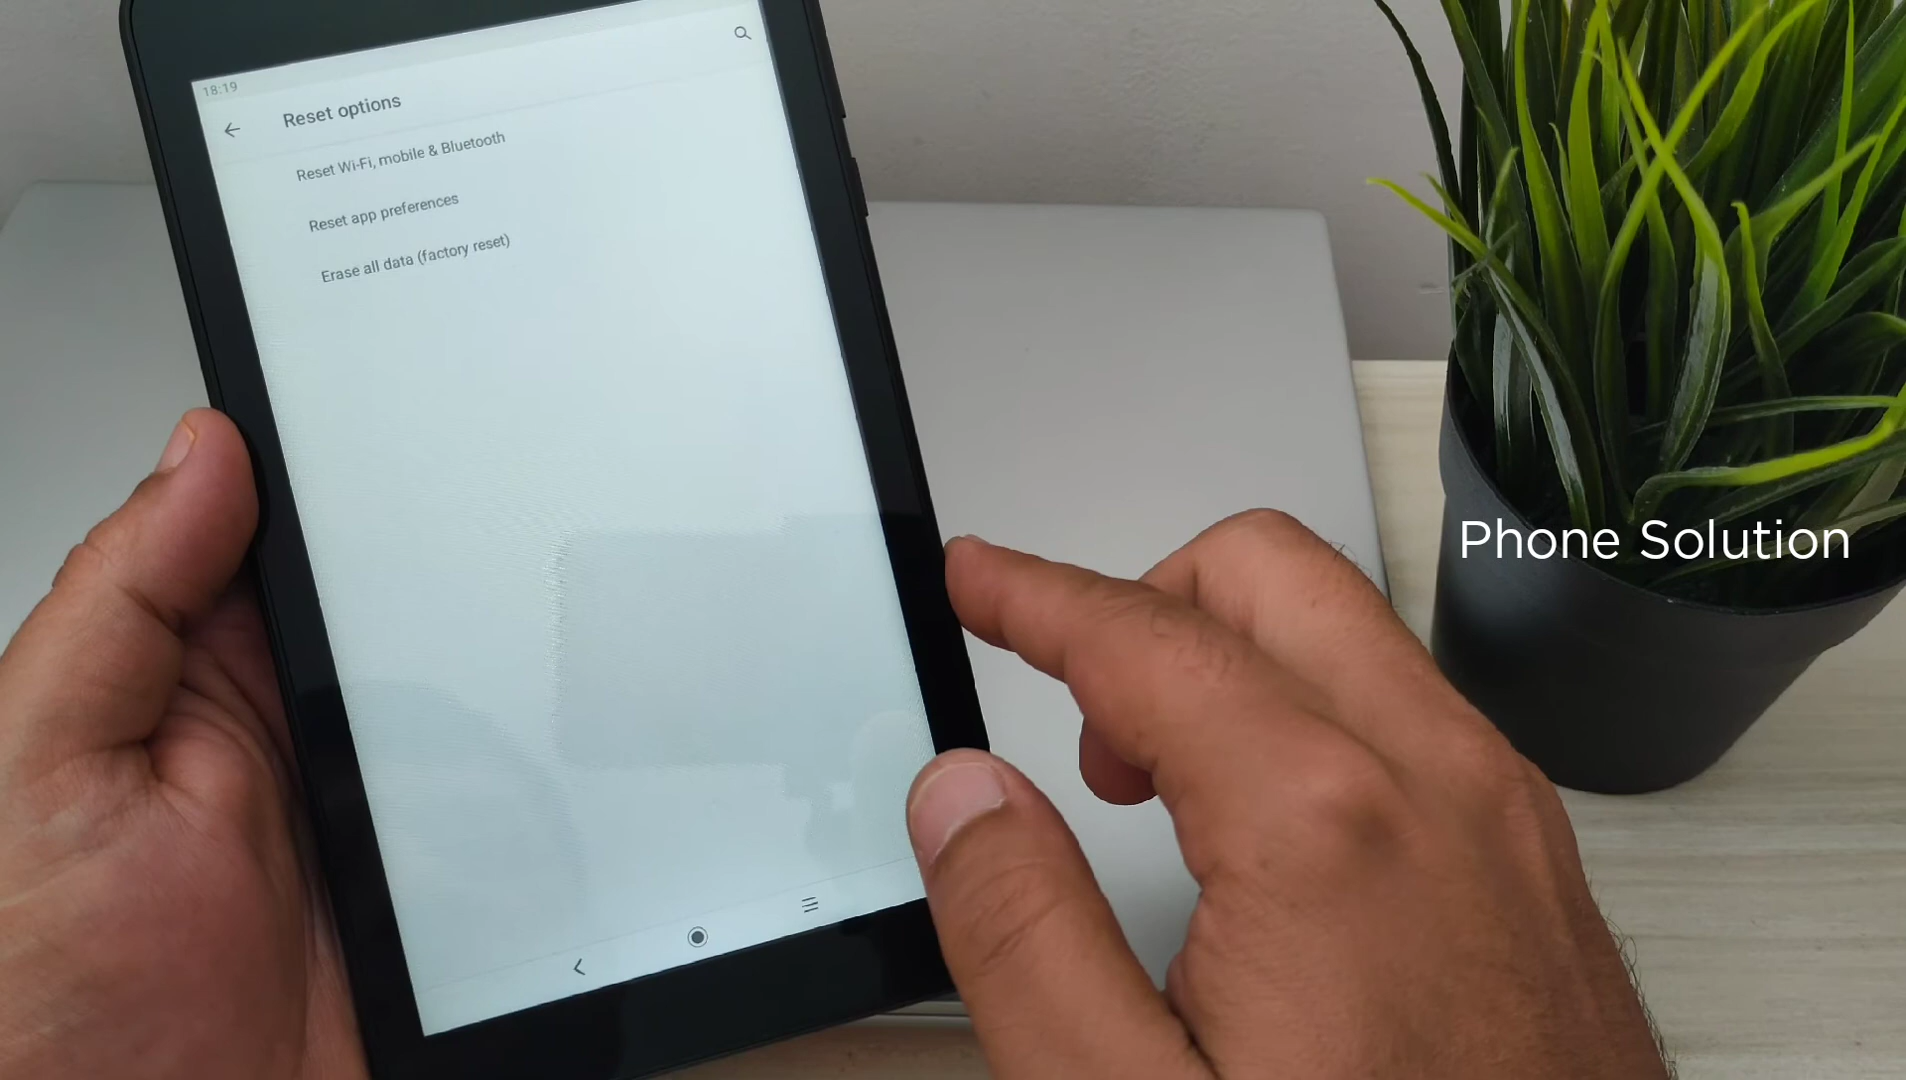 18:19
Reset options
Reset Wi-Fi, mobile & Bluetooth
Reset app preferences
Erase all data (factory reset)
Phone Solution